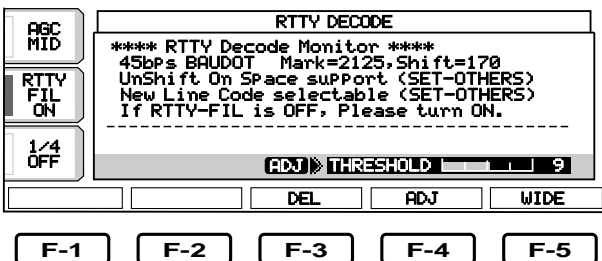 AGC
MID
RTTY
FIL
ON
1/4
OFF
RTTY DECODE
**** RTTY Decode Monitor ****
45bps BAUDOT Mark=2125,Shift=170
UnShift On Space support (SET-OTHERS)
New Line Code selectable (SET-OTHERS)
If RTTY-FIL is OFF, Please turn ON.
ADJ THRESHOLD 9
DEL ADJ WIDE
F-1 F-2 F-3 F-4 F-5